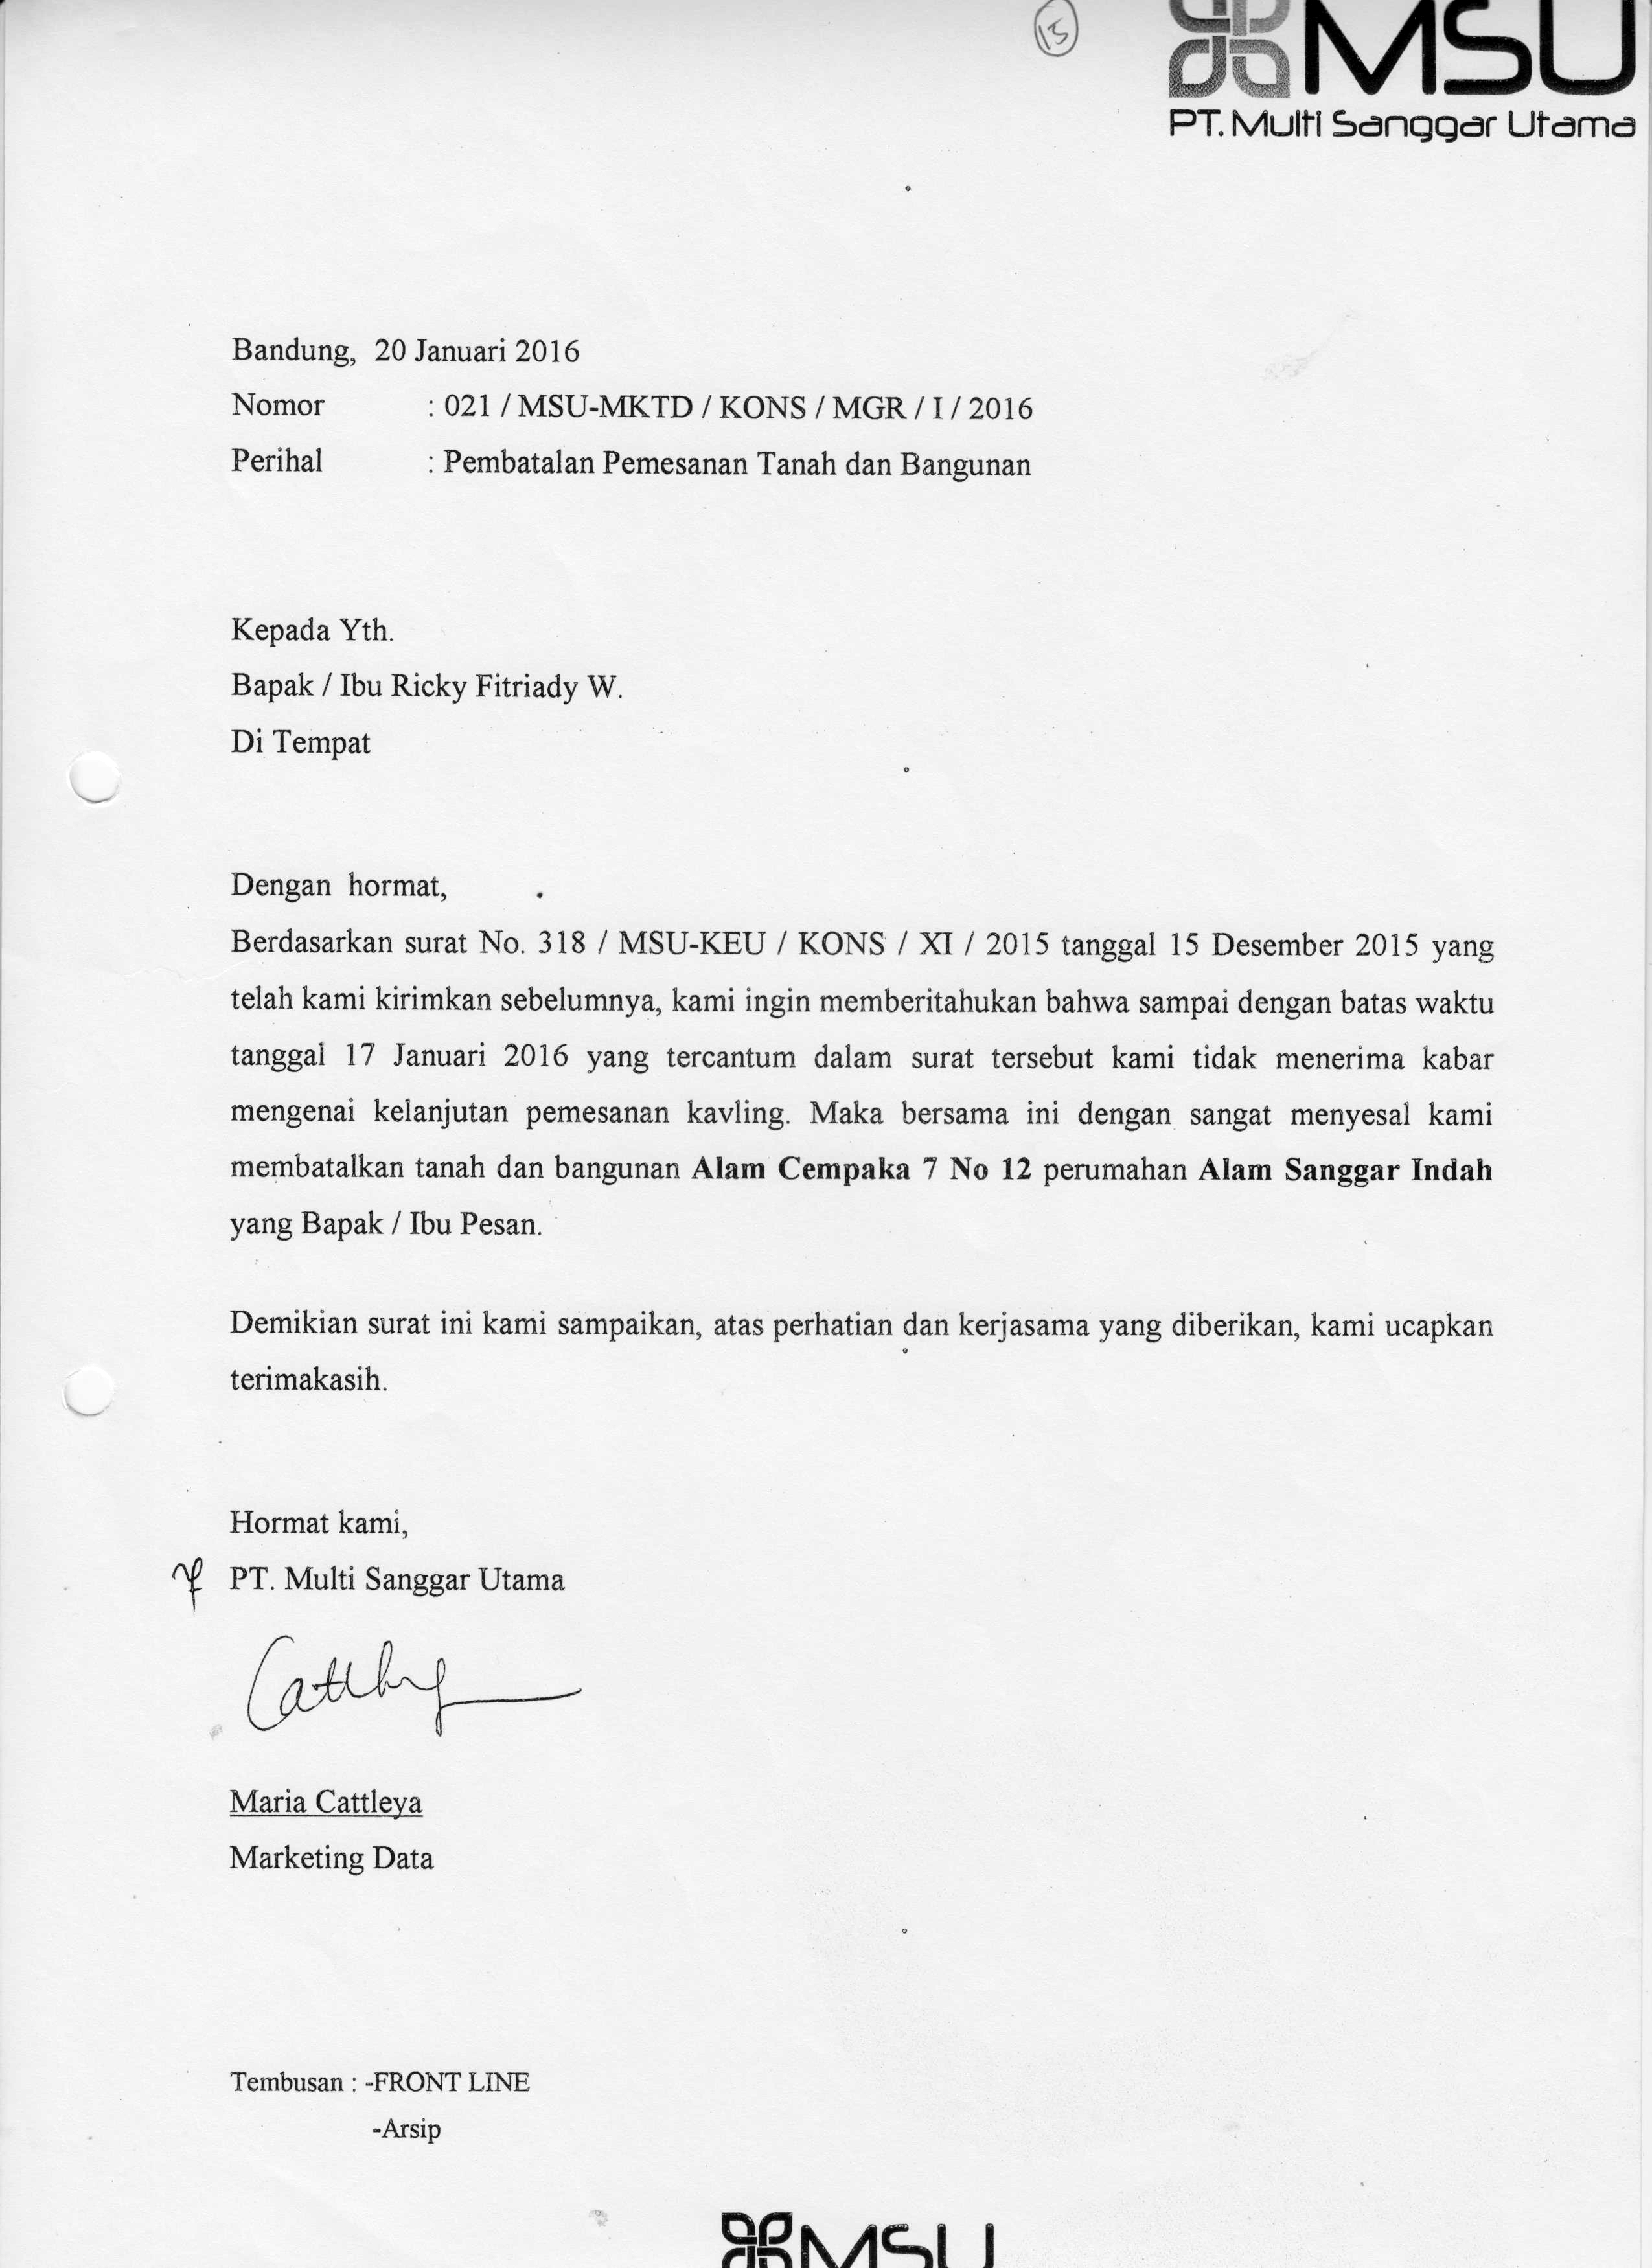 15
MSU
PT. Multi Sanggar Utama
Bandung,  20 Januari 2016
Nomor : 021 / MSU-MKTD / KONS / MGR / I / 2016
Perihal : Pembatalan Pemesanan Tanah dan Bangunan
Kepada Yth.
Bapak / Ibu Ricky Fitriady W.
Di Tempat
Dengan  hormat,
Berdasarkan surat No. 318 / MSU-KEU / KONS / XI / 2015 tanggal 15 Desember 2015 yang
telah kami kirimkan sebelumnya, kami ingin memberitahukan bahwa sampai dengan batas waktu
tanggal 17 Januari 2016 yang tercantum dalam surat tersebut kami tidak menerima kabar
mengenai kelanjutan pemesanan kavling. Maka bersama ini dengan sangat menyesal kami
membatalkan tanah dan bangunan Alam Cempaka 7 No 12 perumahan Alam Sanggar Indah
yang Bapak / Ibu Pesan.
Demikian surat ini kami sampaikan, atas perhatian dan kerjasama yang diberikan, kami ucapkan
terimakasih.
Hormat kami,
PT. Multi Sanggar Utama
Maria Cattleya
Marketing Data
Tembusan : -FRONT LINE
-Arsip
MSU